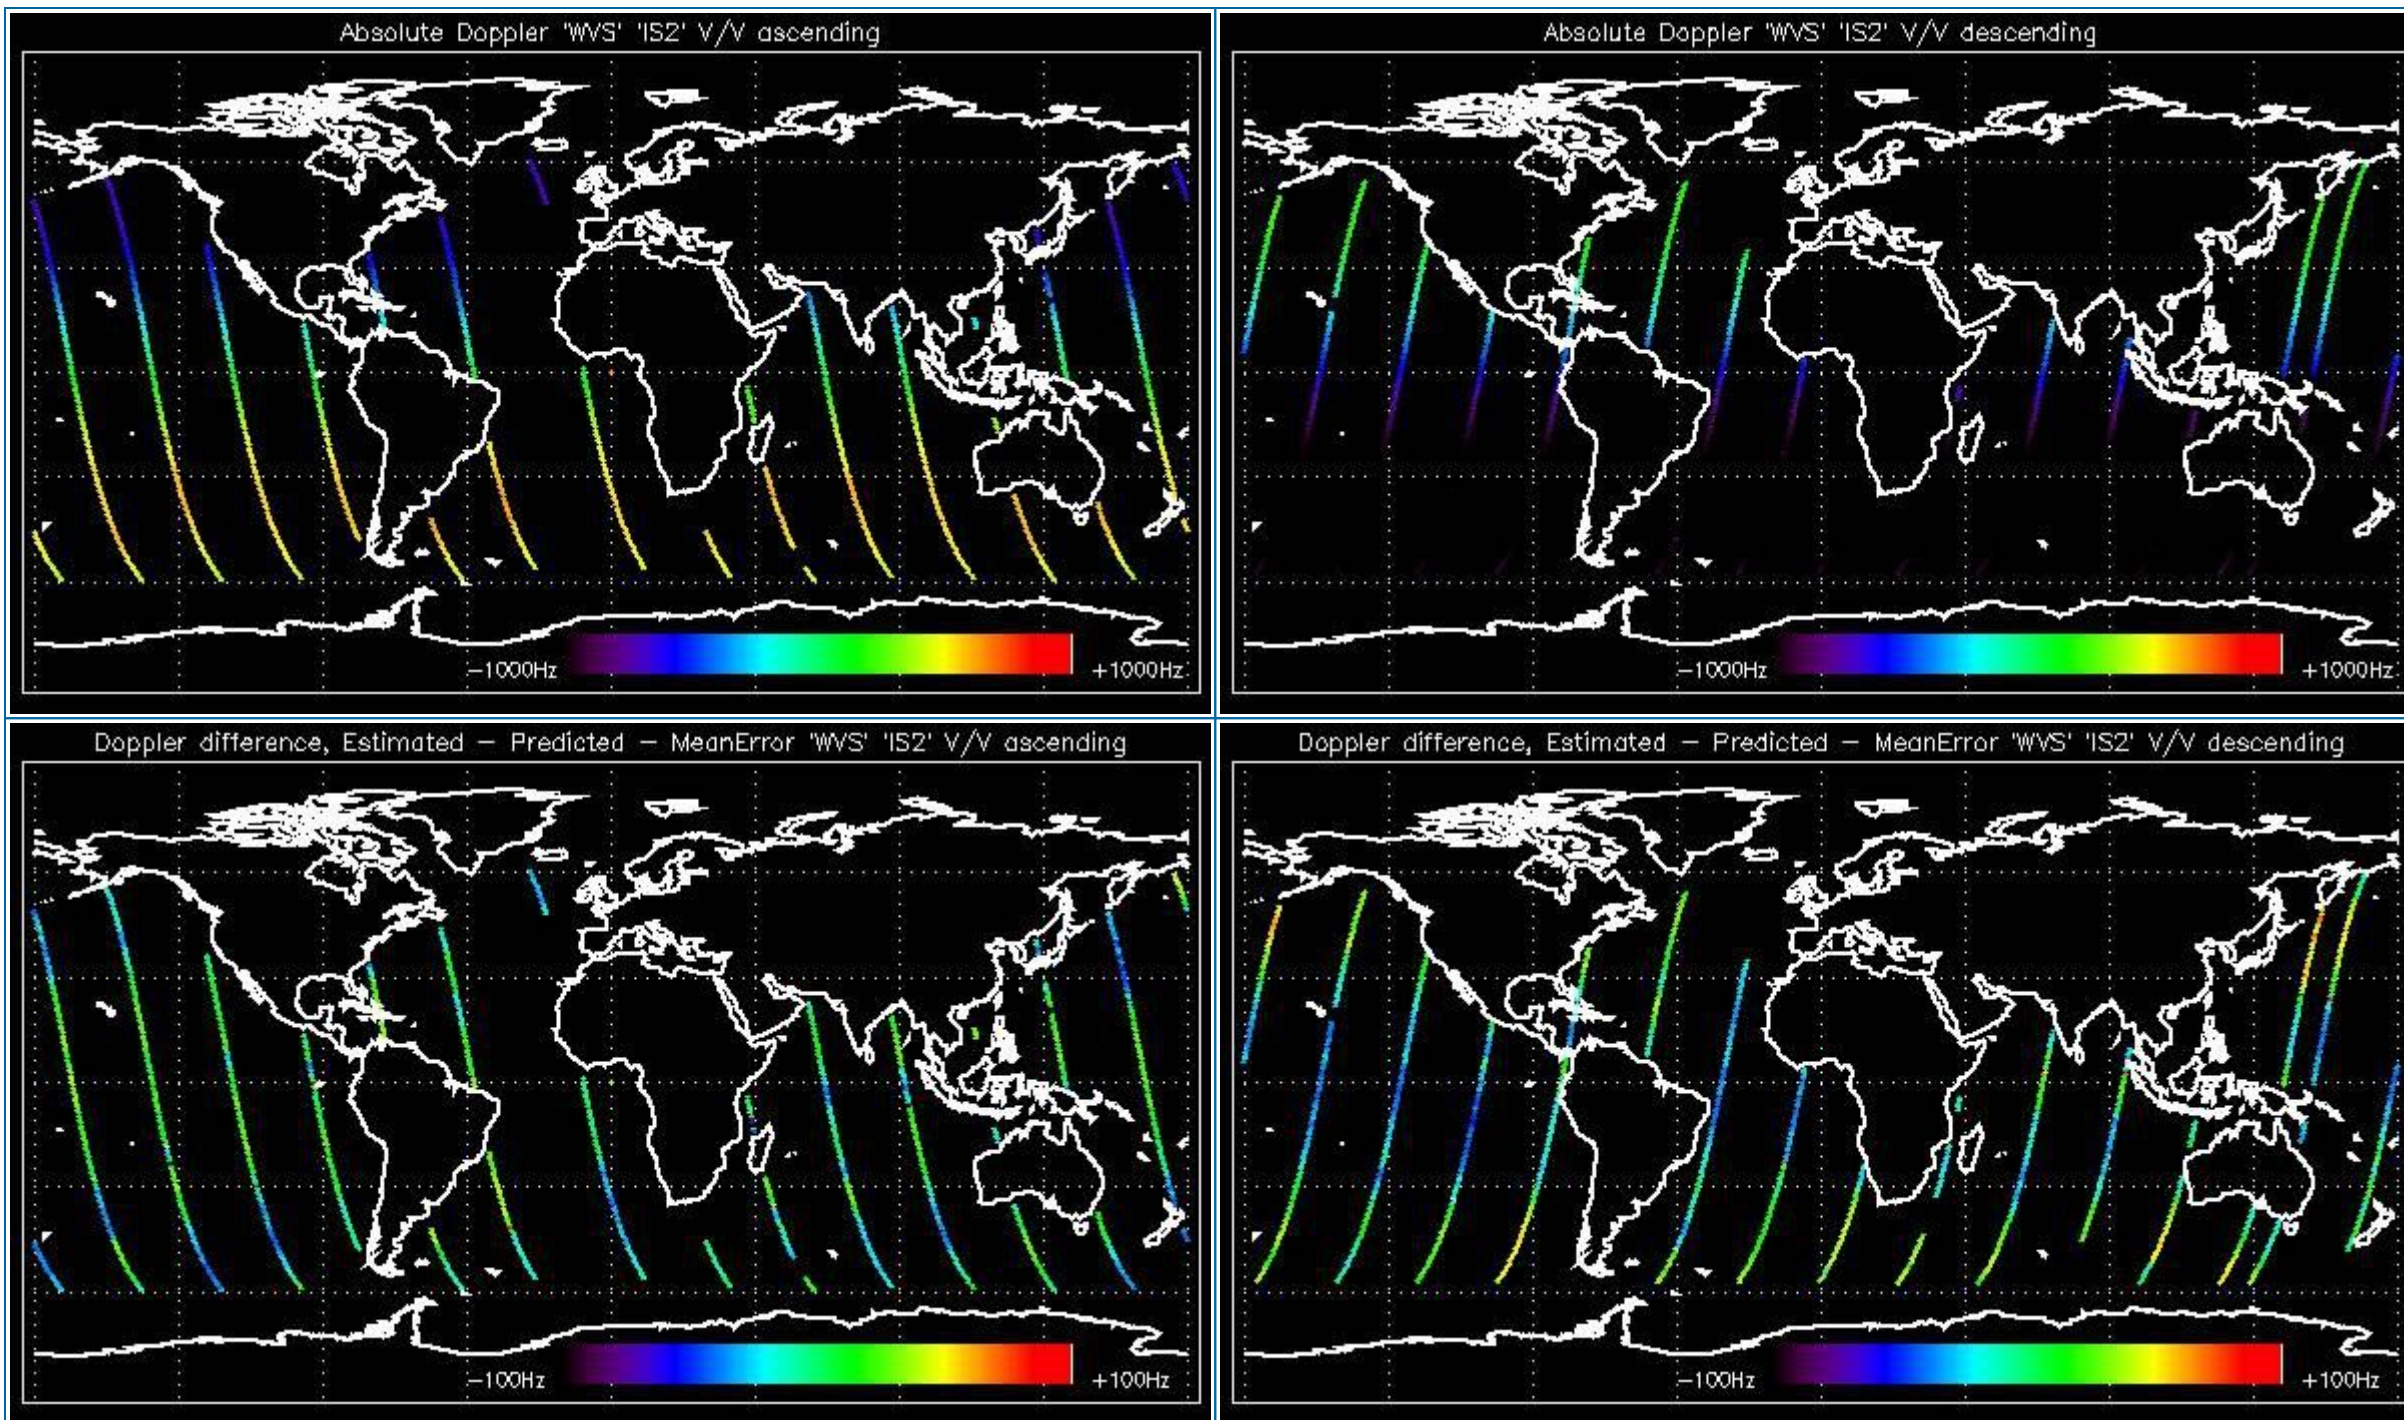 Absolute Doppler 'WVS' 'IS2' V/V ascending
-1000Hz
+1000Hz
Absolute Doppler 'WVS' 'IS2' V/V descending
-1000Hz
+1000Hz
Doppler difference, Estimated - Predicted - MeanError 'WVS' 'IS2' V/V ascending
-100Hz
+100Hz
Doppler difference, Estimated - Predicted - MeanError 'WVS' 'IS2' V/V descending
-100Hz
+100Hz